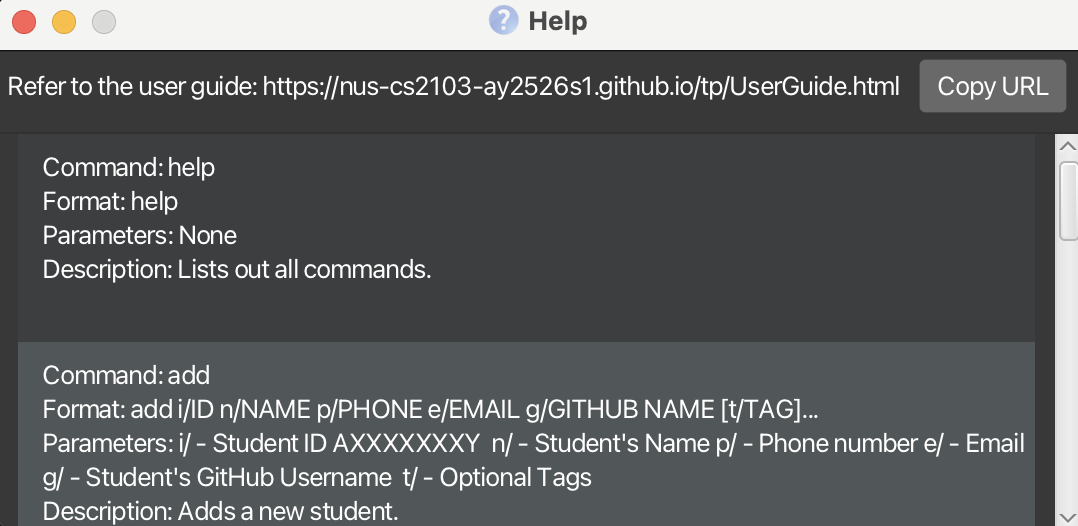 Help
Refer to the user guide: https://nus-cs2103-ay2526s1.github.io/tp/UserGuide.html Copy URL
Command: help
Format: help
Parameters: None
Description: Lists out all commands.
Command: add
Format: add i/ID n/NAME p/PHONE e/EMAIL g/GITHUB NAME [t/TAG]...
Parameters: i/ - Student ID AXXXXXXXY  n/ - Student's Name p/ - Phone number e/ - Email
g/ - Student's GitHub Username  t/ - Optional Tags
Description: Adds a new student.